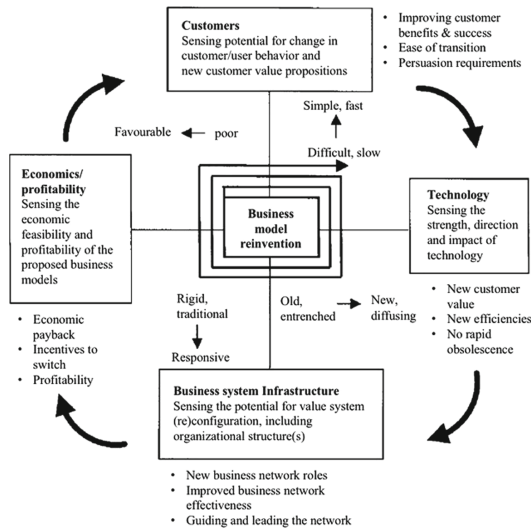 Customers
Sensing potential for change in
customer/user behavior and
new customer value propositions
• Improving customer
benefits & success
• Ease of transition
• Persuasion requirements
Simple, fast
Favourable
poor
Difficult, slow
Economics/
profitability
Sensing the
economic
feasibility and
profitability of the
proposed business
models
Business
model
reinvention
Technology
Sensing the
strength, direction
and impact of
technology
• Economic
payback
• Incentives to
switch
• Profitability
Rigid,
traditional
Responsive
Old,
entrenched
New,
diffusing
• New customer
value
• New efficiencies
• No rapid
obsolescence
Business system Infrastructure
Sensing the potential for value system
(re)configuration, including
organizational structure(s)
• New business network roles
• Improved business network
effectiveness
• Guiding and leading the network